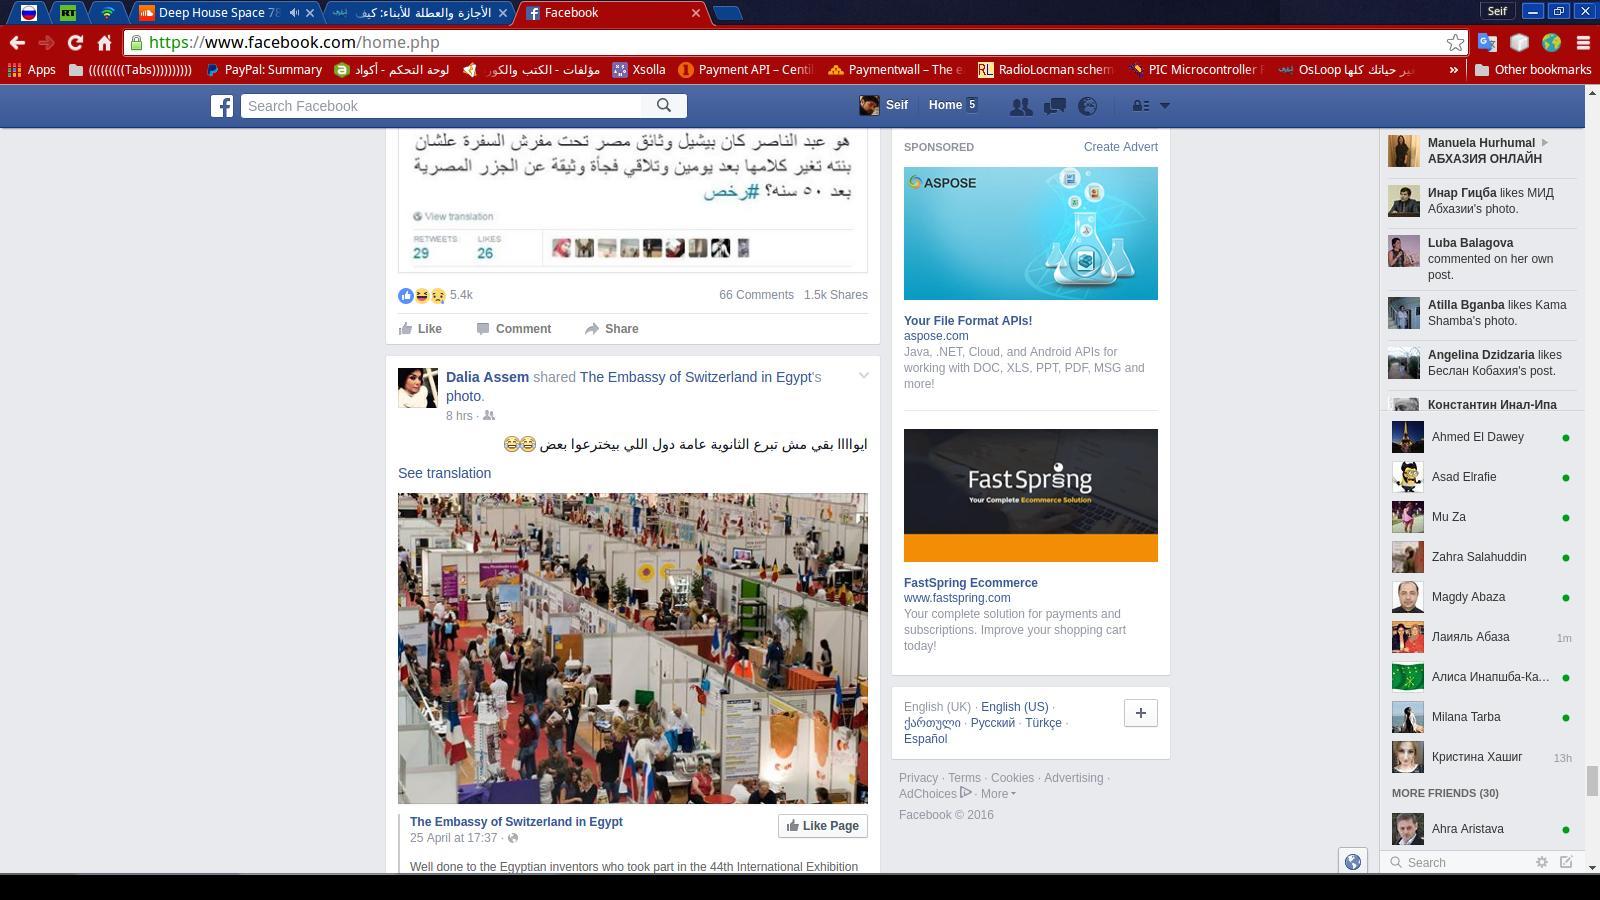 Deep House Space 78
الأجازة والعطلة للأبناء: كيف
Facebook
Seif
https://www.facebook.com/home.php
Apps
(((((((((Tabs))))))))))
PayPal: Summary
لوحة التحكم - أكواد
مؤلفات - الكتب والكور
Xsolla
Payment API – Centi
Paymentwall – The e
RadioLocman schem
PIC Microcontroller
OsLoop غير حياتك كلها
Other bookmarks
Search Facebook
Seif
Home 5
هو عبد الناصر كان بيشيل وثائق مصر تحت مفرش السفرة علشان
بنته تغير كلامها بعد يومين وتلاقي فجأة وثيقة عن الجزر المصرية
بعد ٥٠ سنه؟ #رخص
View translation
RETWEETS LIKES
29 26
5.4k
66 Comments 1.5k Shares
Like Comment Share
Dalia Assem shared The Embassy of Switzerland in Egypt's
photo.
8 hrs ·
ايواااا بقي مش تبرع الثانوية عامة دول اللي بيخترعوا بعض
See translation
The Embassy of Switzerland in Egypt
25 April at 17:37 ·
Like Page
Well done to the Egyptian inventors who took part in the 44th International Exhibition
SPONSORED
Create Advert
ASPOSE
Your File Format APIs!
aspose.com
Java, .NET, Cloud, and Android APIs for
working with DOC, XLS, PPT, PDF, MSG and
more!
FastSpring
Your Complete Ecommerce Solution
FastSpring Ecommerce
www.fastspring.com
Your complete solution for payments and
subscriptions. Improve your shopping cart
today!
English (UK) · English (US) ·
ქართული · Русский · Türkçe ·
Español
Privacy · Terms · Cookies · Advertising ·
AdChoices · More
Facebook © 2016
Manuela Hurhumal
АБХАЗИЯ ОНЛАЙН
Инар Гицба likes МИД
Абхазии's photo.
Luba Balagova
commented on her own
post.
Atilla Bganba likes Kama
Shamba's photo.
Angelina Dzidzaria likes
Беслан Кобахия's post.
Константин Инал-Ипа
Ahmed El Dawey
Asad Elrafie
Mu Za
Zahra Salahuddin
Magdy Abaza
Лаияль Абаза 1m
Алиса Инапшба-Ка...
Milana Tarba
Кристина Хашиг 13h
MORE FRIENDS (30)
Ahra Aristava
Search